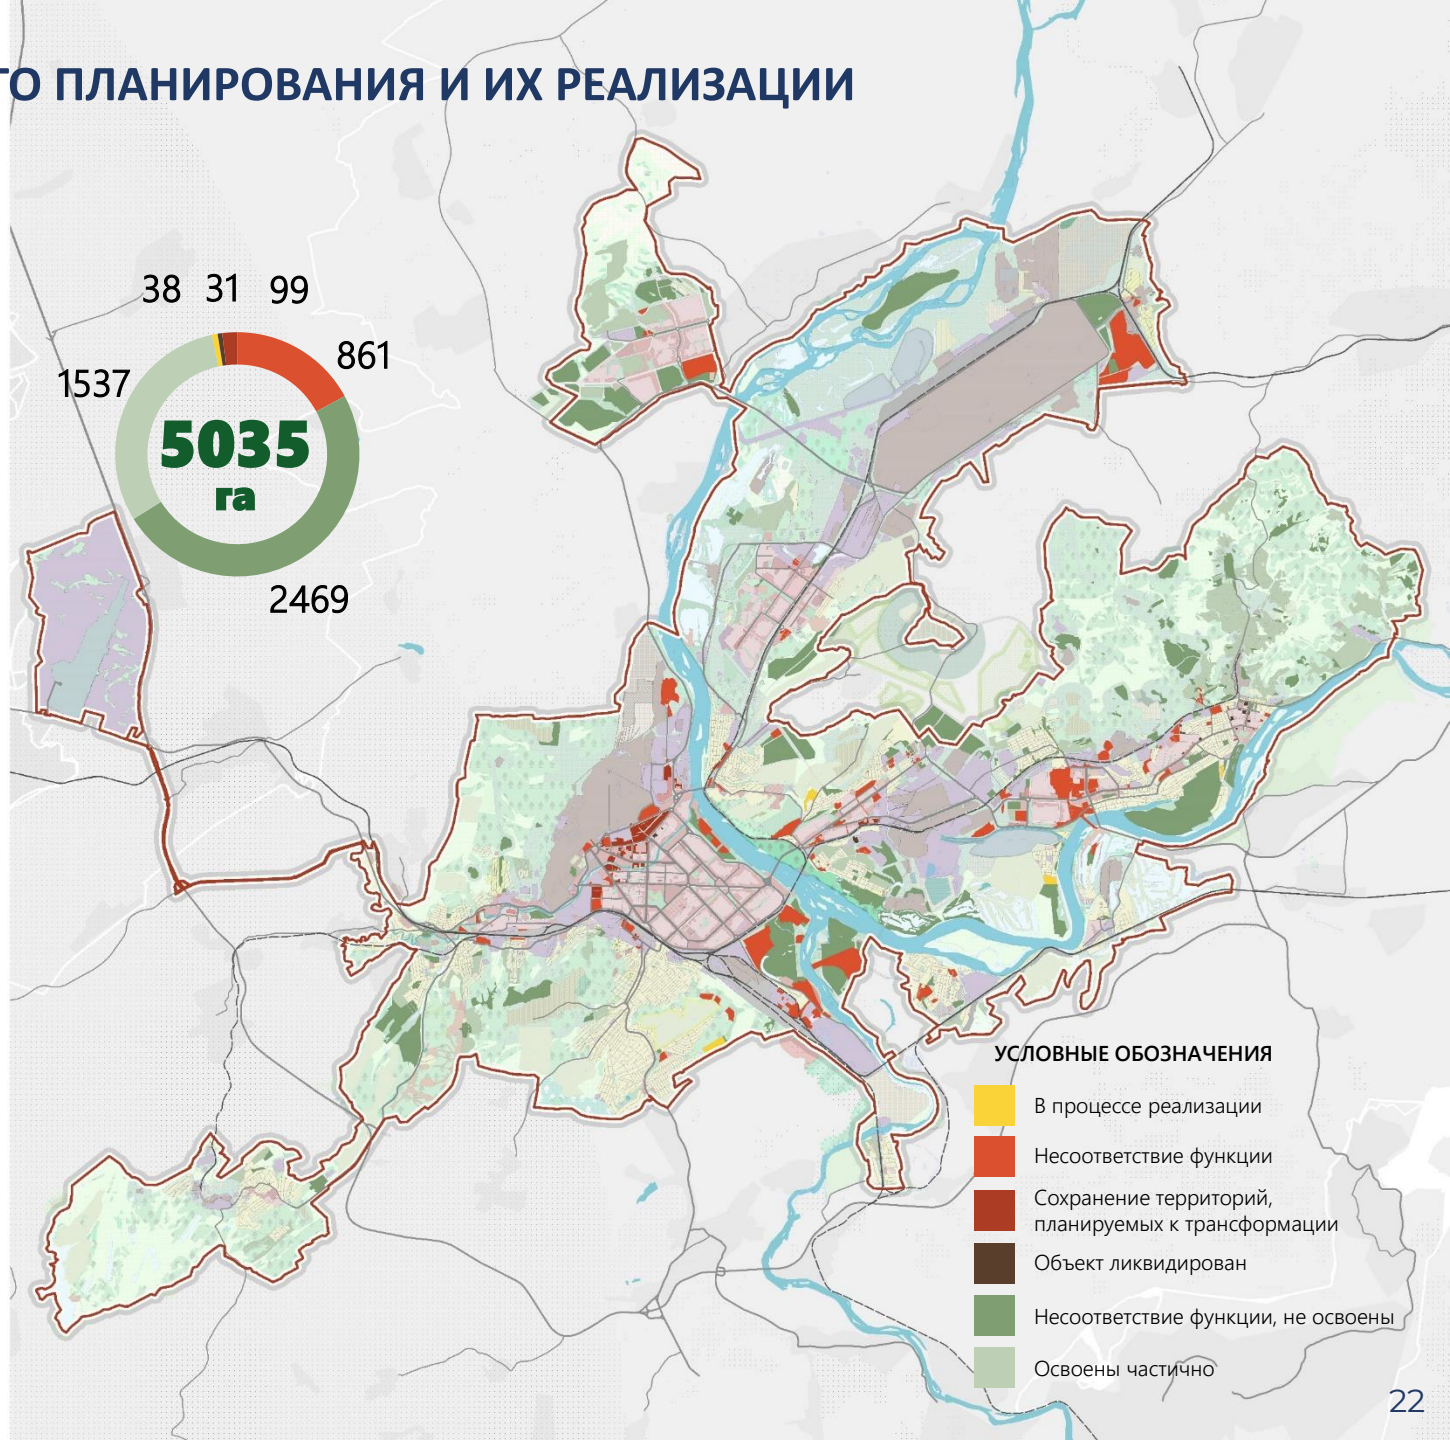 ГО ПЛАНИРОВАНИЯ И ИХ РЕАЛИЗАЦИИ
38 31 99
861
1537
5035
га
2469
УСЛОВНЫЕ ОБОЗНАЧЕНИЯ
В процессе реализации
Несоответствие функции
Сохранение территорий,
планируемых к трансформации
Объект ликвидирован
Несоответствие функции, не освоены
Освоены частично
22